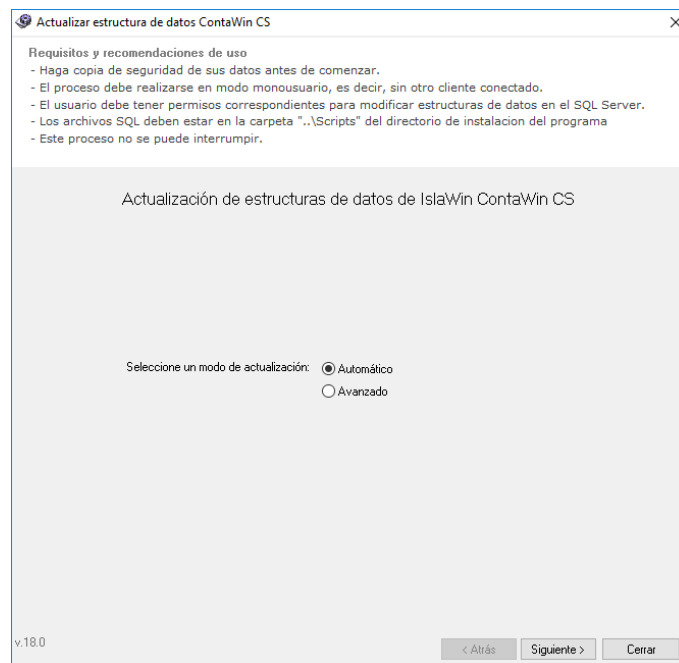 Actualizar estructura de datos ContaWin CS
Requisitos y recomendaciones de uso
- Haga copia de seguridad de sus datos antes de comenzar.
- El proceso debe realizarse en modo monousuario, es decir, sin otro cliente conectado.
- El usuario debe tener permisos correspondientes para modificar estructuras de datos en el SQL Server.
- Los archivos SQL deben estar en la carpeta "..\Scripts" del directorio de instalacion del programa
- Este proceso no se puede interrumpir.
Actualización de estructuras de datos de IslaWin ContaWin CS
Seleccione un modo de actualización:
Automático
Avanzado
v.18.0
< Atrás
Siguiente >
Cerrar